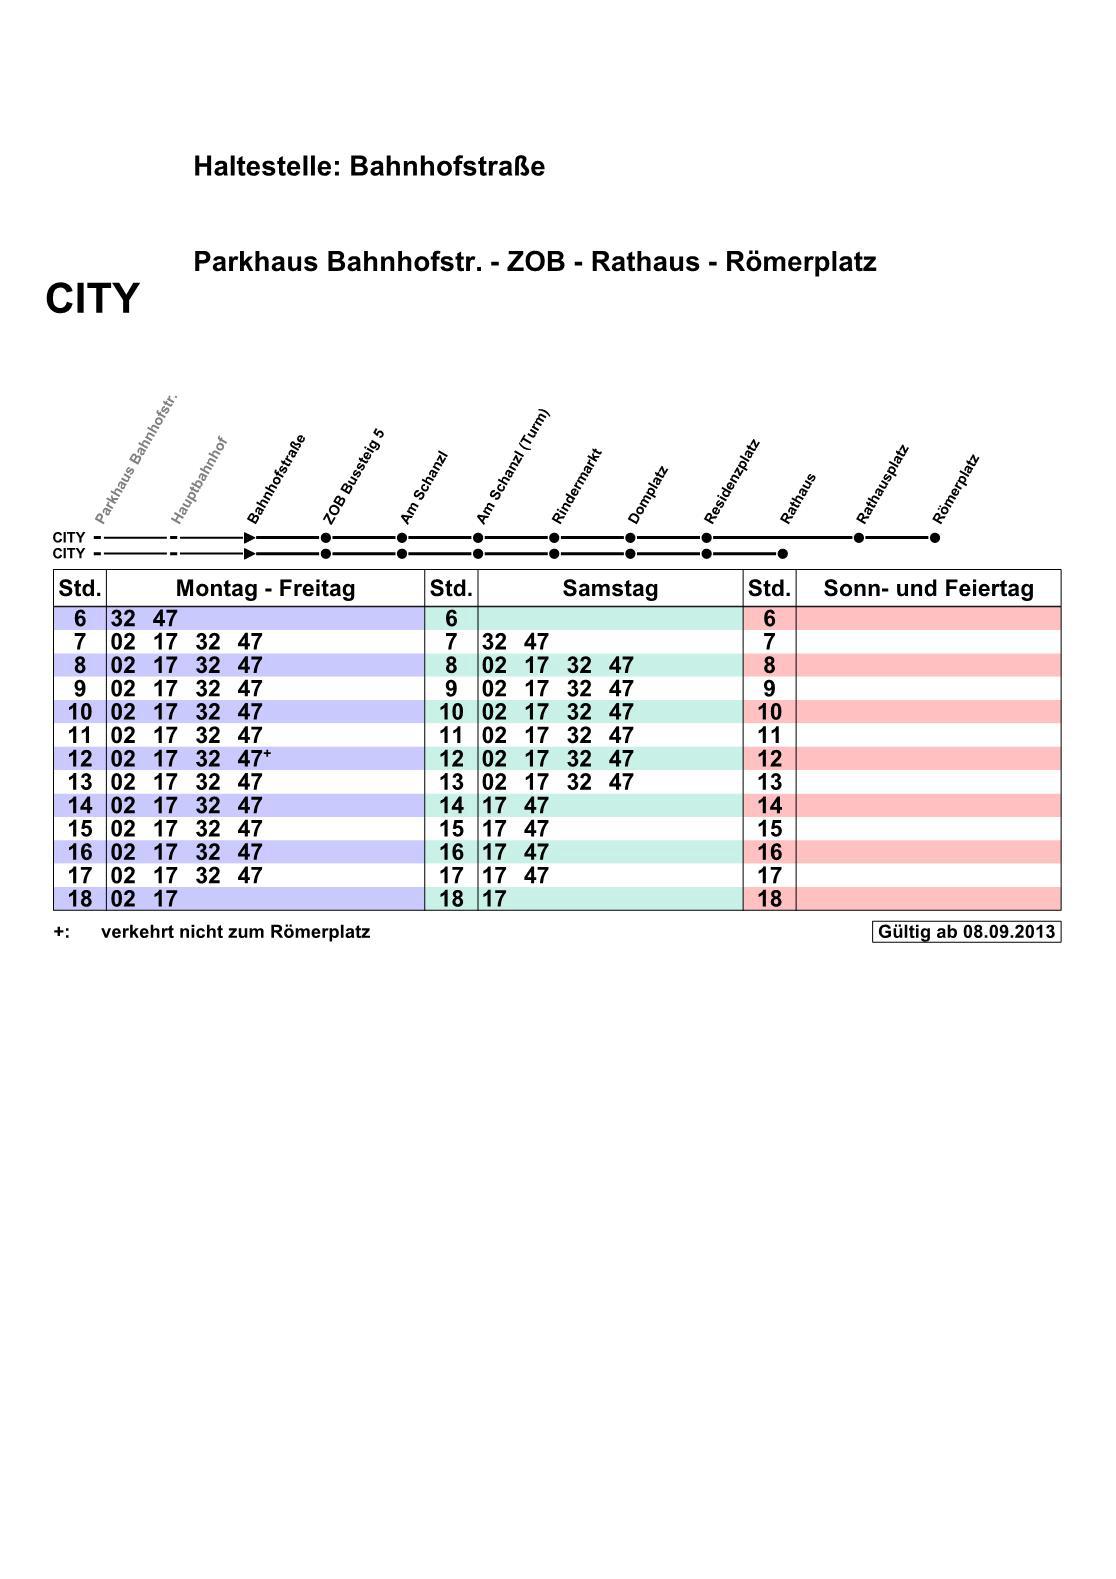 Haltestelle: Bahnhofstraße
Parkhaus Bahnhofstr. - ZOB - Rathaus - Römerplatz
CITY
Parkhaus Bahnhofstr.
Hauptbahnhof
Bahnhofstraße
ZOB Bussteig 5
Am Schanzl
Am Schanzl (Turm)
Rindermarkt
Domplatz
Residenzplatz
Rathaus
Rathausplatz
Römerplatz
CITY
CITY
Std. Montag - Freitag Std. Samstag Std. Sonn- und Feiertag
6 32 47 6 6
7 02 17 32 47 7 32 47 7
8 02 17 32 47 8 02 17 32 47 8
9 02 17 32 47 9 02 17 32 47 9
10 02 17 32 47 10 02 17 32 47 10
11 02 17 32 47 11 02 17 32 47 11
12 02 17 32 47+ 12 02 17 32 47 12
13 02 17 32 47 13 02 17 32 47 13
14 02 17 32 47 14 17 47 14
15 02 17 32 47 15 17 47 15
16 02 17 32 47 16 17 47 16
17 02 17 32 47 17 17 47 17
18 02 17 18 17 18
+: verkehrt nicht zum Römerplatz
Gültig ab 08.09.2013